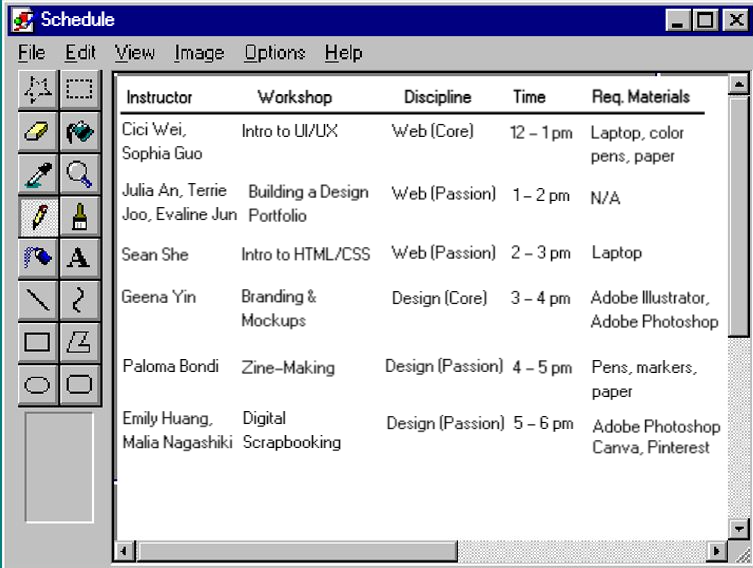 Schedule
File Edit View Image Options Help
Instructor Workshop Discipline Time Req. Materials
Cici Wei, Intro to UI/UX Web (Core) 12 – 1 pm Laptop, color
Sophia Guo pens, paper
Julia An, Terrie Building a Design Web (Passion) 1 – 2 pm N/A
Joo, Evaline Jun Portfolio
Sean She Intro to HTML/CSS Web (Passion) 2 – 3 pm Laptop
Geena Yin Branding & Design (Core) 3 – 4 pm Adobe Illustrator,
Mockups Adobe Photoshop
Paloma Bondi Zine-Making Design (Passion) 4 – 5 pm Pens, markers,
paper
Emily Huang, Digital Design (Passion) 5 – 6 pm Adobe Photoshop
Malia Nagashiki Scrapbooking Canva, Pinterest
A